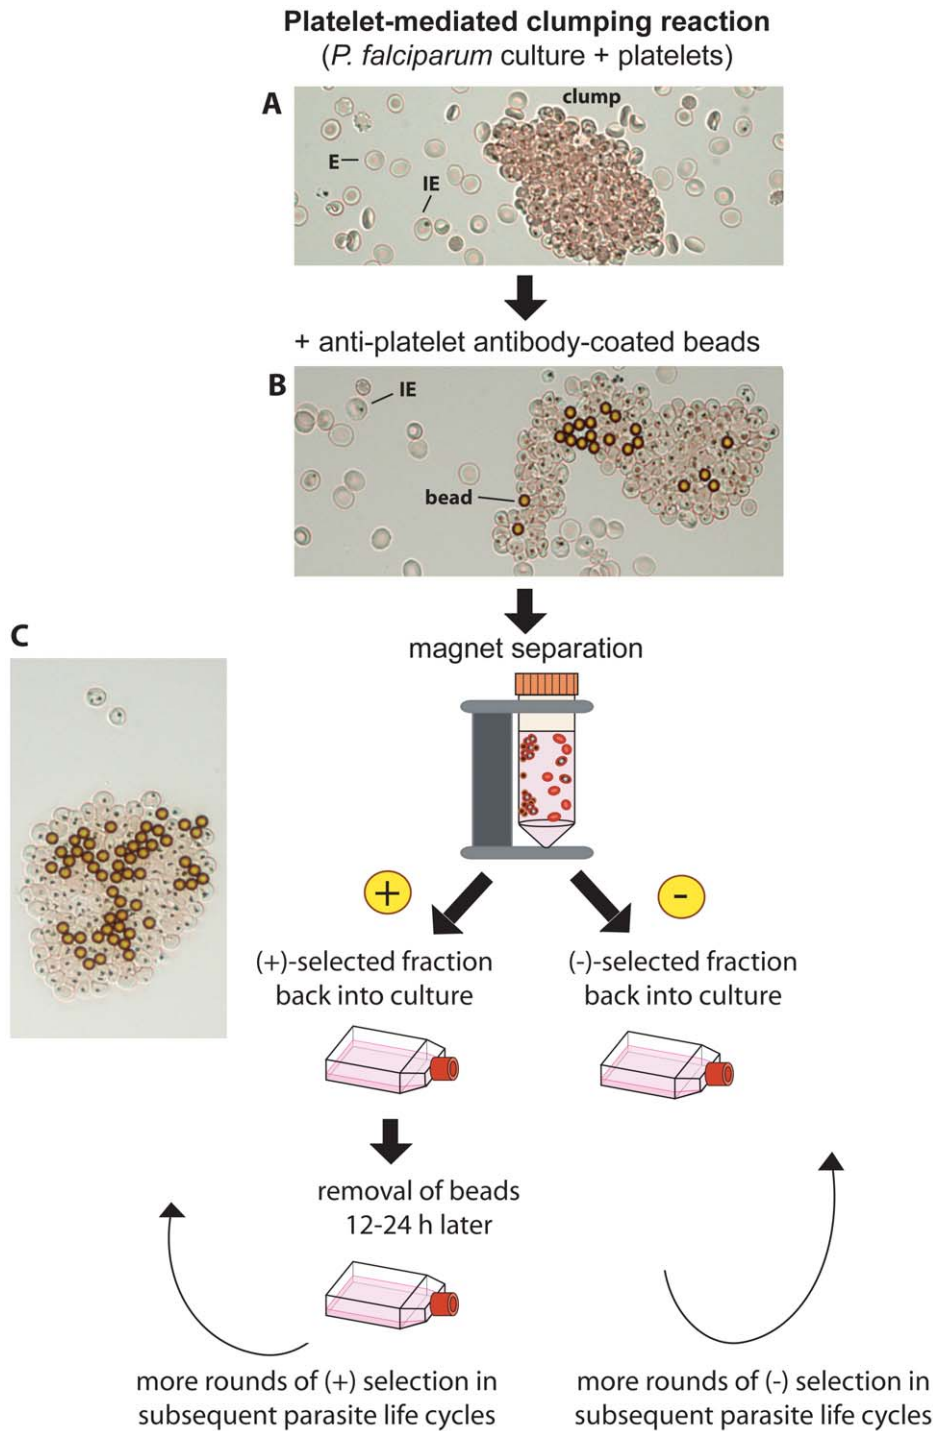 Platelet-mediated clumping reaction
(P. falciparum culture + platelets)
A
clump
E
IE
+ anti-platelet antibody-coated beads
B
IE
bead
C
magnet separation
+
-
(+)-selected fraction
back into culture
(-)-selected fraction
back into culture
removal of beads
12-24 h later
more rounds of (+) selection in
subsequent parasite life cycles
more rounds of (-) selection in
subsequent parasite life cycles